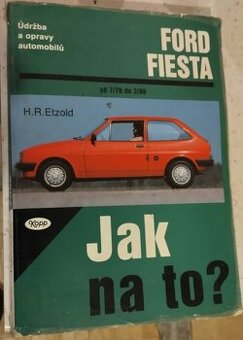 Údržba
a opravy
automobilů
FORD
FIESTA
od 7/76 do 2/89
H.R.Etzold
Kopp
Jak
na to?